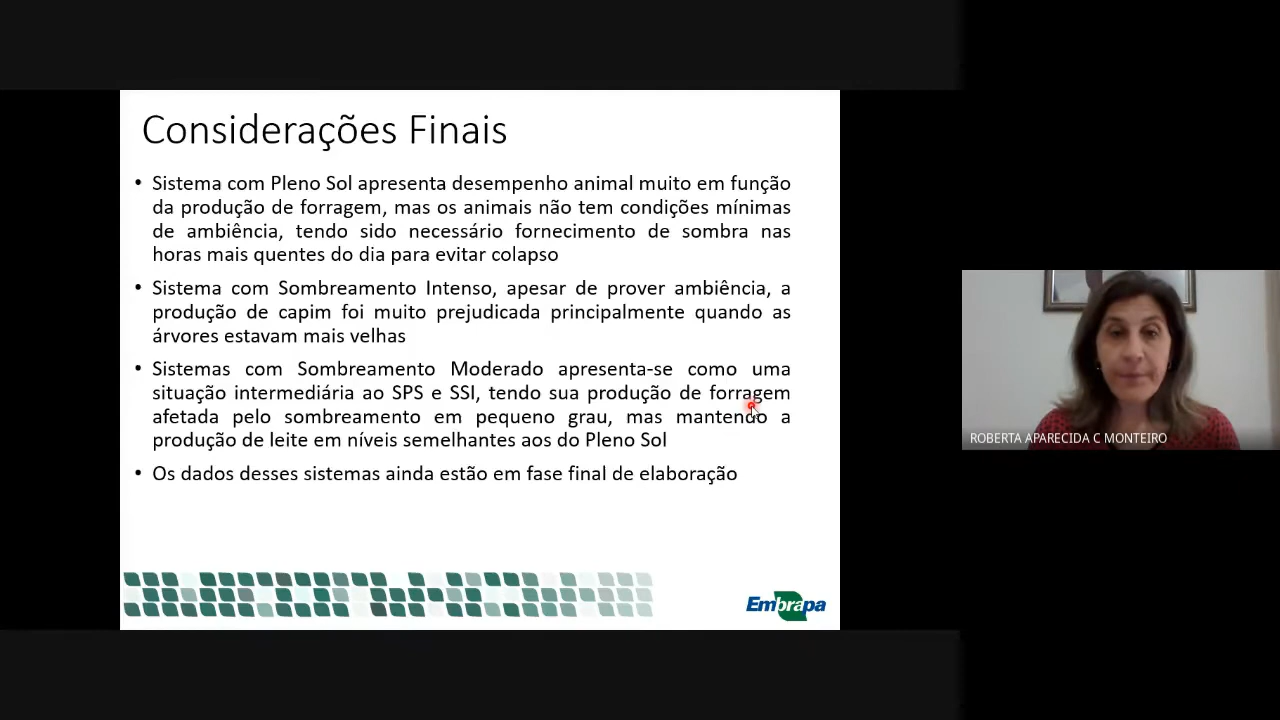 Considerações Finais
• Sistema com Pleno Sol apresenta desempenho animal muito em função
da produção de forragem, mas os animais não tem condições mínimas
de ambiência, tendo sido necessário fornecimento de sombra nas
horas mais quentes do dia para evitar colapso
• Sistema com Sombreamento Intenso, apesar de prover ambiência, a
produção de capim foi muito prejudicada principalmente quando as
árvores estavam mais velhas
• Sistemas com Sombreamento Moderado apresenta-se como uma
situação intermediária ao SPS e SSI, tendo sua produção de forragem
afetada pelo sombreamento em pequeno grau, mas mantendo a
produção de leite em níveis semelhantes aos do Pleno Sol
• Os dados desses sistemas ainda estão em fase final de elaboração
Embrapa
ROBERTA APARECIDA C MONTEIRO